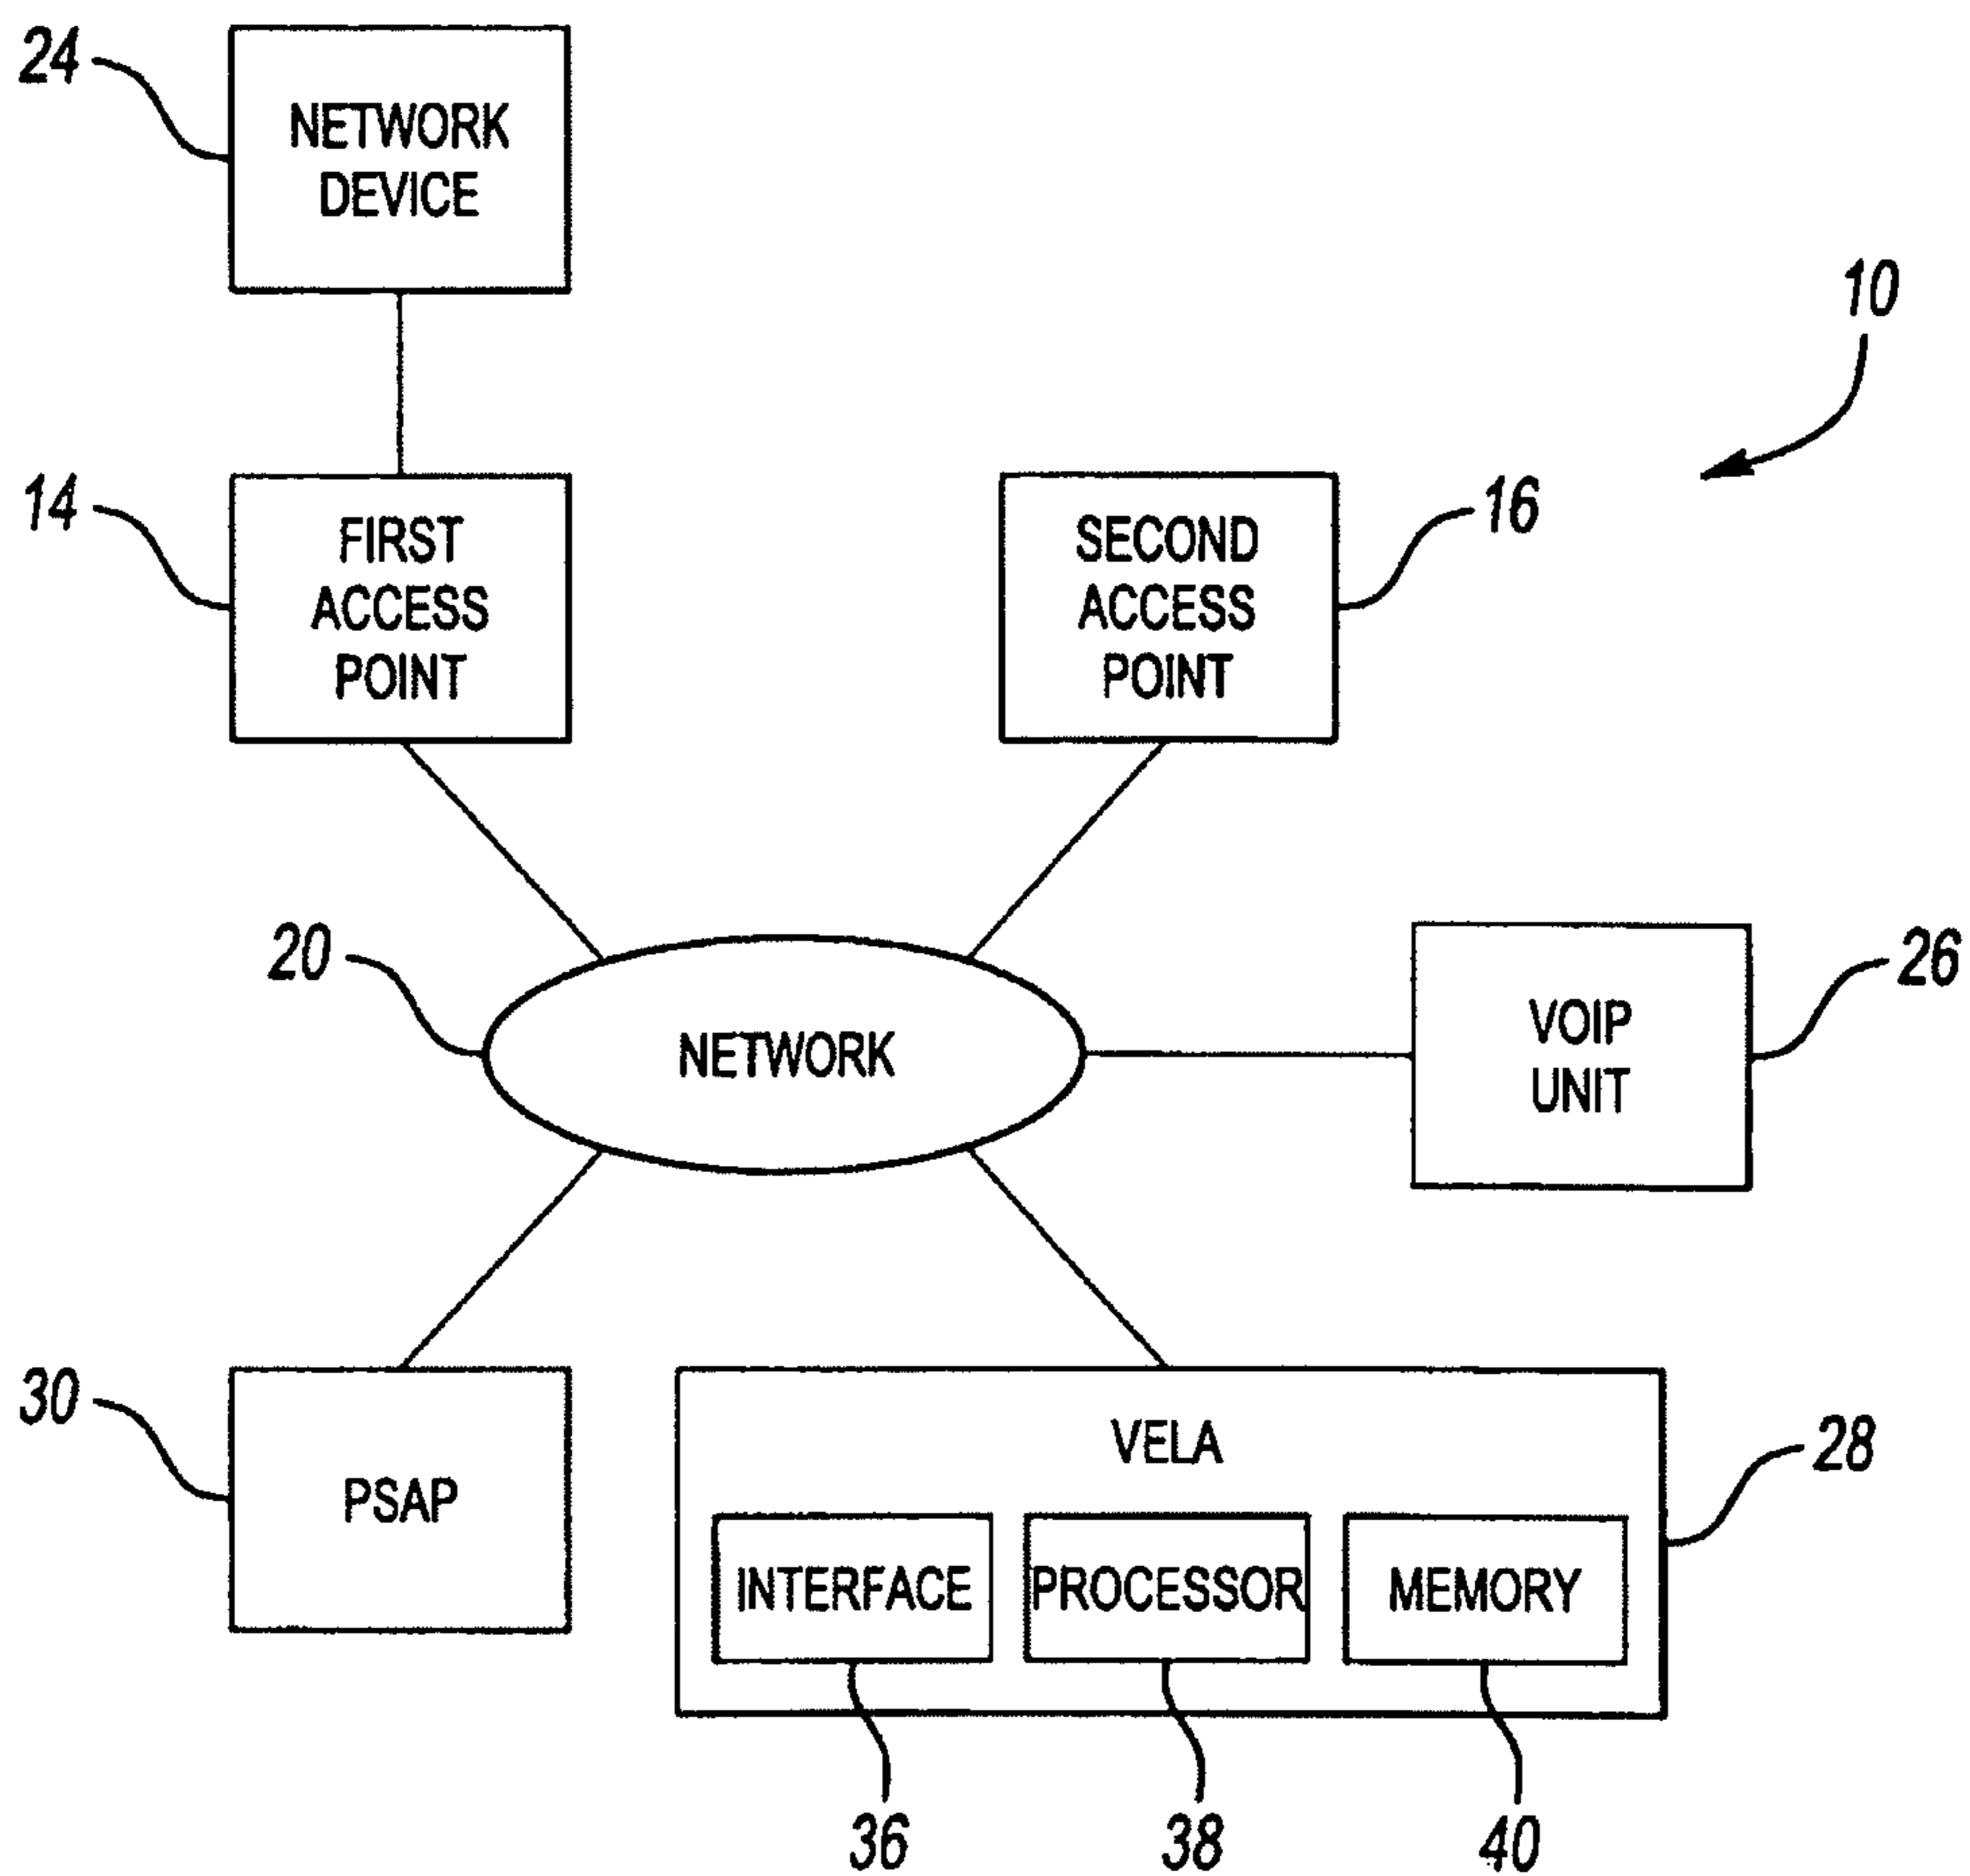 24
NETWORK
DEVICE
10
14
FIRST
ACCESS
POINT
SECOND
ACCESS
POINT
16
20
NETWORK
VOIP
UNIT
26
30
PSAP
VELA
28
INTERFACE
PROCESSOR
MEMORY
36
38
40